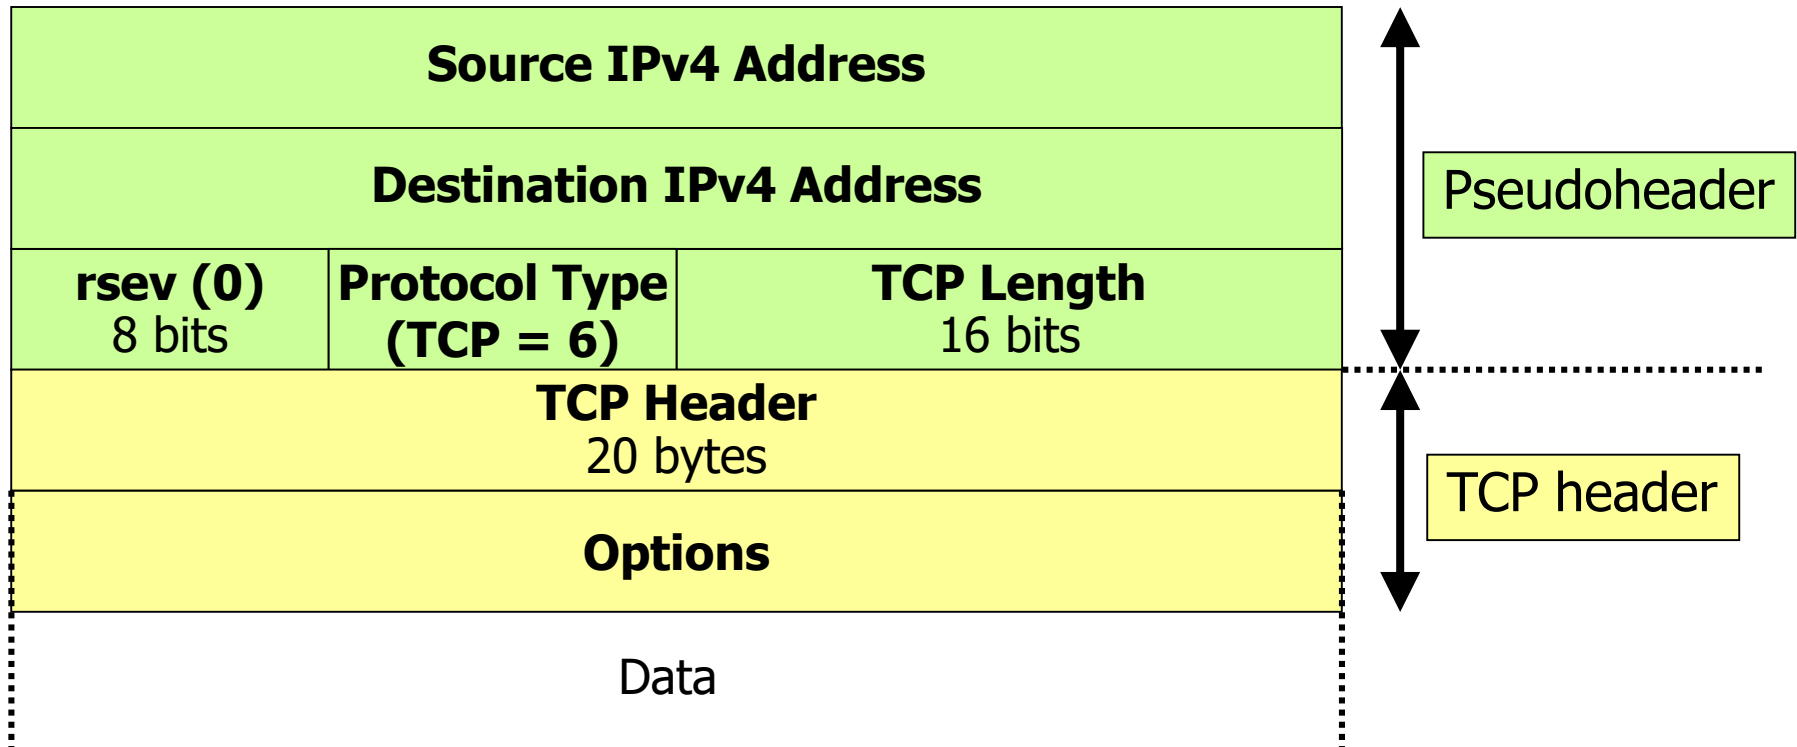 Source IPv4 Address
Destination IPv4 Address
Pseudoheader
rsev (0)
8 bits
Protocol Type
(TCP = 6)
TCP Length
16 bits
TCP Header
20 bytes
TCP header
Options
Data